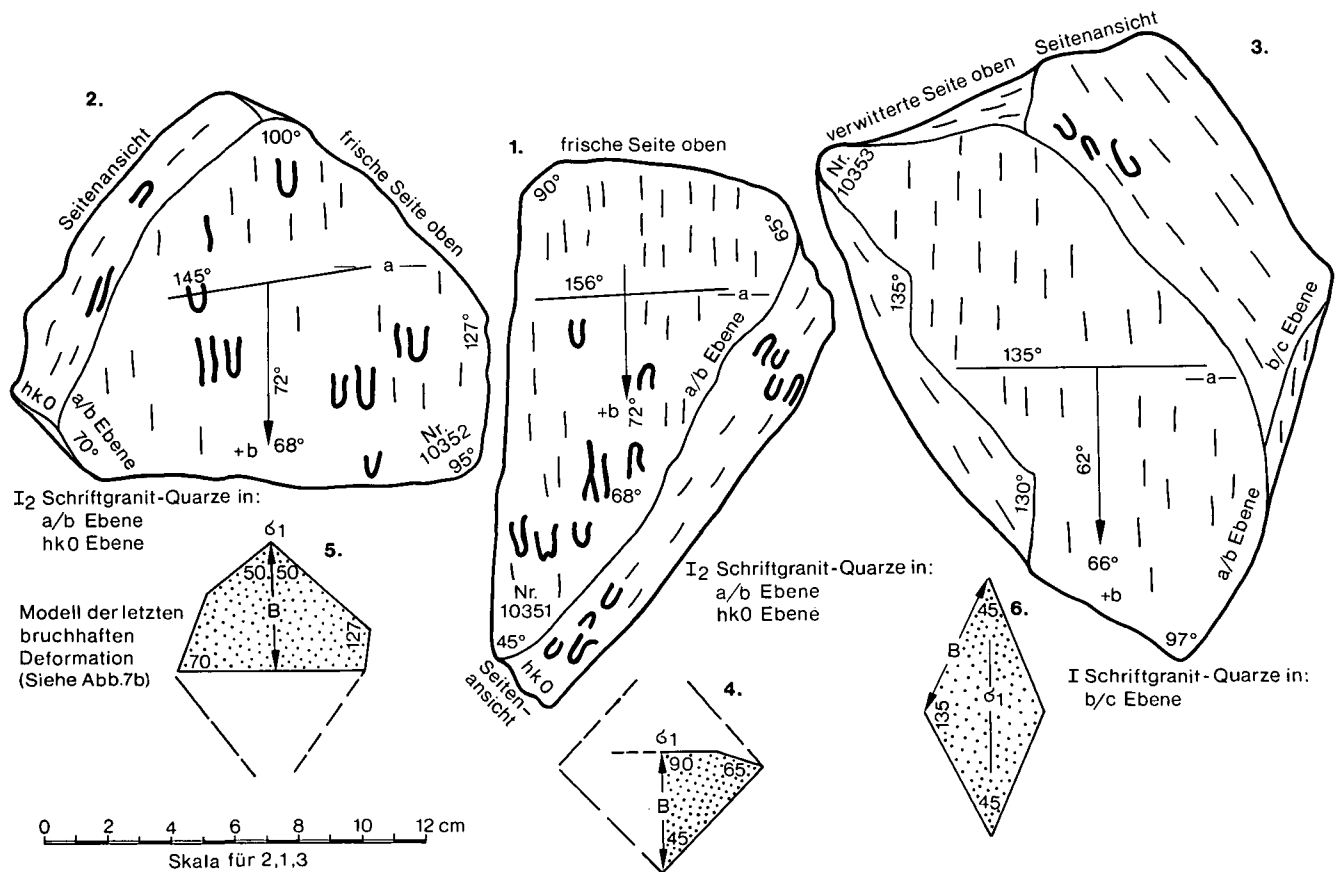 2.
Seitenansicht
frische Seite oben
100°
145°
— a —
127°
72°
+b 68°
Nr.
10352
95°
hk0
a/b Ebene
70°
I2 Schriftgranit-Quarze in:
a/b Ebene
hk0 Ebene
1.
frische Seite oben
90°
65°
156°
—a—
a/b Ebene
+b
72°
68°
Nr.
10351
45°
hk0
Seiten-
ansicht
I2 Schriftgranit-Quarze in:
a/b Ebene
hk0 Ebene
3.
verwitterte Seite oben
Seitenansicht
Nr.
10353
135°
135°
—a—
b/c Ebene
62°
130°
66°
+b
a/b Ebene
97°
I Schriftgranit-Quarze in:
b/c Ebene
5.
σ1
50 50
B
127
70
Modell der letzten
bruchhaften
Deformation
(Siehe Abb.7b)
4.
σ1
90
65
B
45
6.
45
B
σ1
135
45
0 2 4 6 8 10 12 cm
Skala für 2,1,3